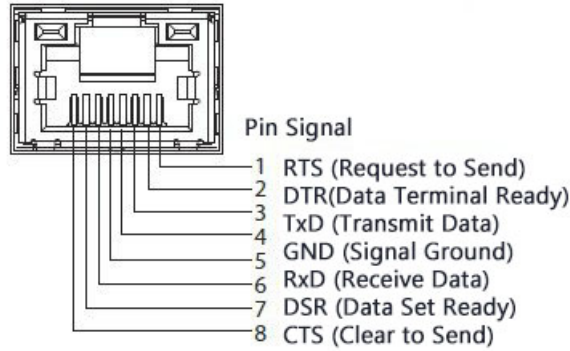 Pin Signal
1 RTS (Request to Send)
2 DTR(Data Terminal Ready)
3 TxD (Transmit Data)
4 GND (Signal Ground)
5 RxD (Receive Data)
6 DSR (Data Set Ready)
7 CTS (Clear to Send)
8